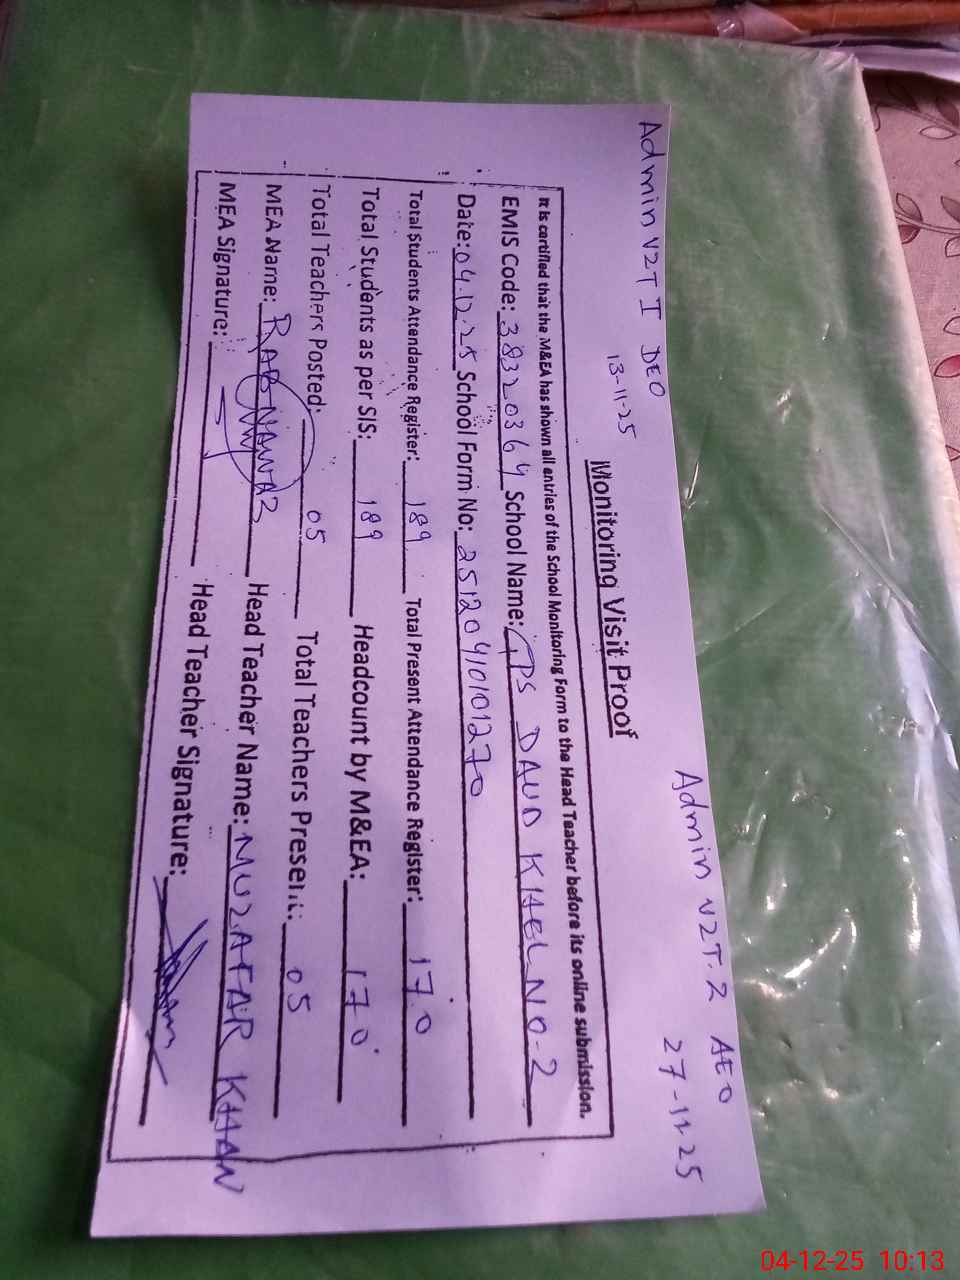 Admin V2T I DEO
13-11-25
Admin V2T. 2 AEO
27-11-25
Monitoring Visit Proof
It is certified that the M&EA has shown all entries of the School Monitoring Form to the Head Teacher before its online submission.
EMIS Code: 38320364 School Name: GPS DAUD KHEL NO-2
Date: 04.12.25 School Form No: 25120410101270
Total Students Attendance Register: 189 Total Present Attendance Register: 170
Total Students as per SIS: 189 Headcount by M&EA: 170
Total Teachers Posted: 05 Total Teachers Present: 05
MEA Name: RAB NAWAZ Head Teacher Name: MUZAFAR KHAN
MEA Signature: Head Teacher Signature:
04-12-25 10:13